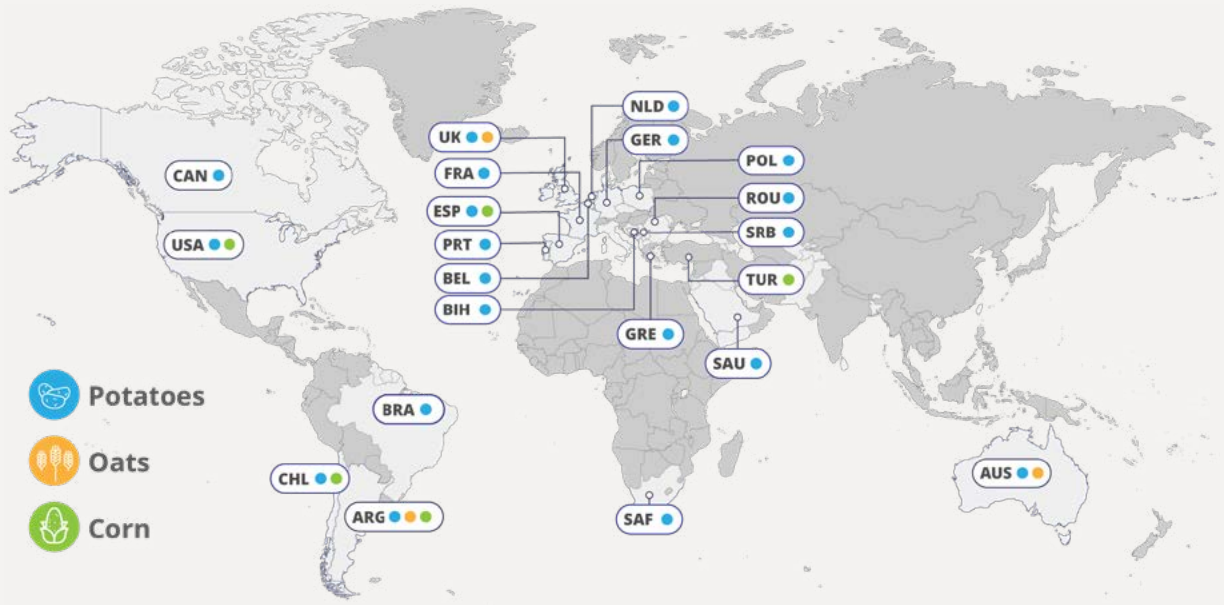 NLD
UK
GER
FRA
POL
CAN
ROU
ESP
SRB
USA
PRT
BEL
TUR
BIH
GRE
SAU
Potatoes
BRA
Oats
AUS
CHL
ARG
SAF
Corn